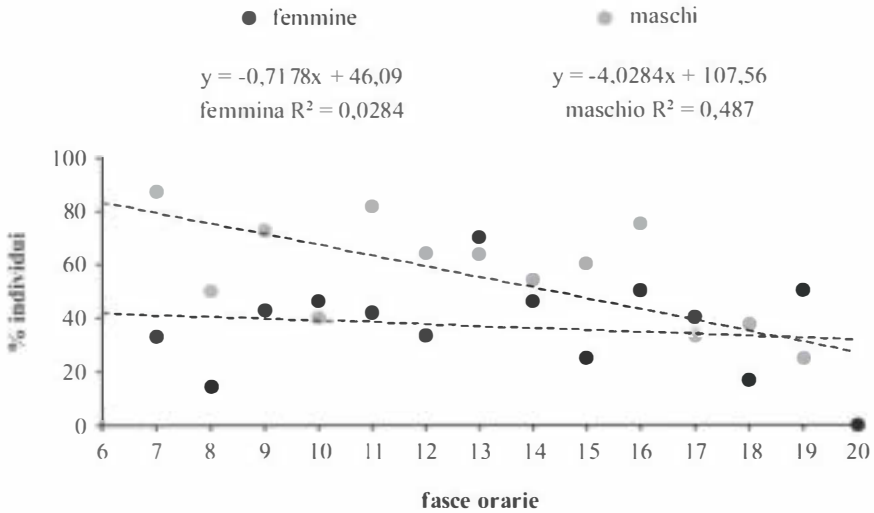 femmine maschi
y = -0,7178x + 46,09 y = -4,0284x + 107,56
femmina R² = 0,0284 maschio R² = 0,487
100
80
60
40
20
0
% individui
6 7 8 9 10 11 12 13 14 15 16 17 18 19 20
fasce orarie